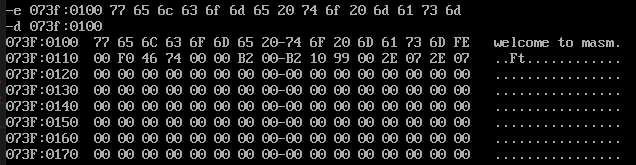 -e 073f:0100 77 65 6c 63 6f 6d 65 20 74 6f 20 6d 61 73 6d
-d 073f:0100
073F:0100  77 65 6C 63 6F 6D 65 20-74 6F 20 6D 61 73 6D FE   welcome to masm.
073F:0110  00 F0 46 74 00 00 B2 00-B2 10 99 00 2E 07 2E 07   ..Ft............
073F:0120  00 00 00 00 00 00 00 00-00 00 00 00 00 00 00 00   ................
073F:0130  00 00 00 00 00 00 00 00-00 00 00 00 00 00 00 00   ................
073F:0140  00 00 00 00 00 00 00 00-00 00 00 00 00 00 00 00   ................
073F:0150  00 00 00 00 00 00 00 00-00 00 00 00 00 00 00 00   ................
073F:0160  00 00 00 00 00 00 00 00-00 00 00 00 00 00 00 00   ................
073F:0170  00 00 00 00 00 00 00 00-00 00 00 00 00 00 00 00   ................